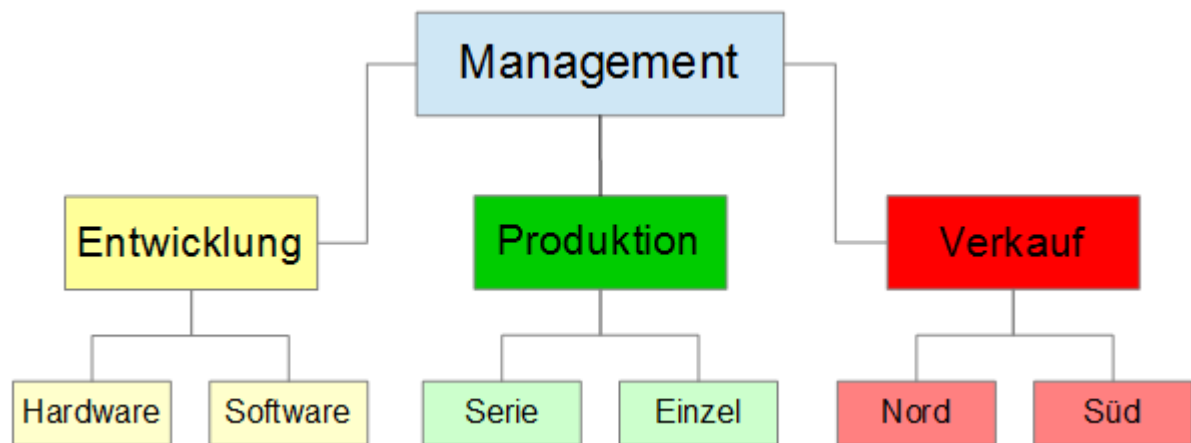 Management
Entwicklung
Produktion
Verkauf
Hardware
Software
Serie
Einzel
Nord
Süd